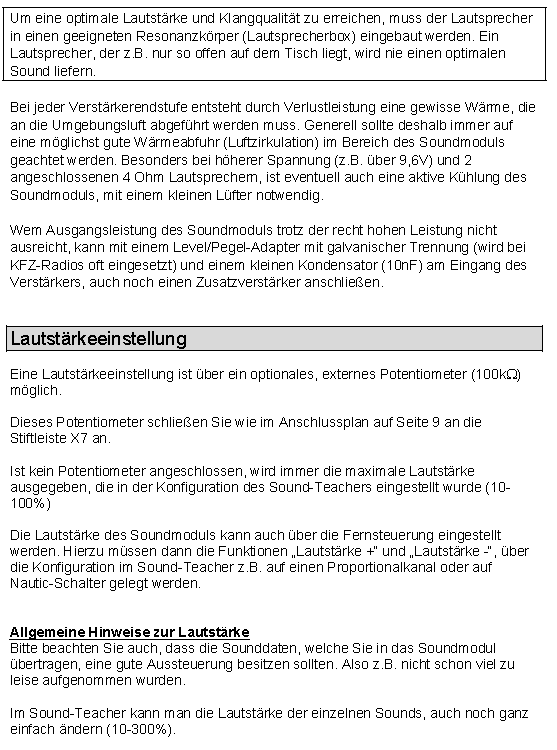 Um eine optimale Lautstärke und Klangqualität zu erreichen, muss der Lautsprecher
in einen geeigneten Resonanzkörper (Lautsprecherbox) eingebaut werden. Ein
Lautsprecher, der z.B. nur so offen auf dem Tisch liegt, wird nie einen optimalen
Sound liefern.
Bei jeder Verstärkerendstufe entsteht durch Verlustleistung eine gewisse Wärme, die
an die Umgebungsluft abgeführt werden muss. Generell sollte deshalb immer auf
eine möglichst gute Wärmeabfuhr (Luftzirkulation) im Bereich des Soundmoduls
geachtet werden. Besonders bei höherer Spannung (z.B. über 9,6V) und 2
angeschlossenen 4 Ohm Lautsprechern, ist eventuell auch eine aktive Kühlung des
Soundmoduls, mit einem kleinen Lüfter notwendig.
Wem Ausgangsleistung des Soundmoduls trotz der recht hohen Leistung nicht
ausreicht, kann mit einem Level/Pegel-Adapter mit galvanischer Trennung (wird bei
KFZ-Radios oft eingesetzt) und einem kleinen Kondensator (10nF) am Eingang des
Verstärkers, auch noch einen Zusatzverstärker anschließen.
Lautstärkeeinstellung
Eine Lautstärkeeinstellung ist über ein optionales, externes Potentiometer (100kΩ)
möglich.
Dieses Potentiometer schließen Sie wie im Anschlussplan auf Seite 9 an die
Stiftleiste X7 an.
Ist kein Potentiometer angeschlossen, wird immer die maximale Lautstärke
ausgegeben, die in der Konfiguration des Sound-Teachers eingestellt wurde (10-
100%)
Die Lautstärke des Soundmoduls kann auch über die Fernsteuerung eingestellt
werden. Hierzu müssen dann die Funktionen „Lautstärke +“ und „Lautstärke -“, über
die Konfiguration im Sound-Teacher z.B. auf einen Proportionalkanal oder auf
Nautic-Schalter gelegt werden.
Allgemeine Hinweise zur Lautstärke
Bitte beachten Sie auch, dass die Sounddaten, welche Sie in das Soundmodul
übertragen, eine gute Aussteuerung besitzen sollten. Also z.B. nicht schon viel zu
leise aufgenommen wurden.
Im Sound-Teacher kann man die Lautstärke der einzelnen Sounds, auch noch ganz
einfach ändern (10-300%).